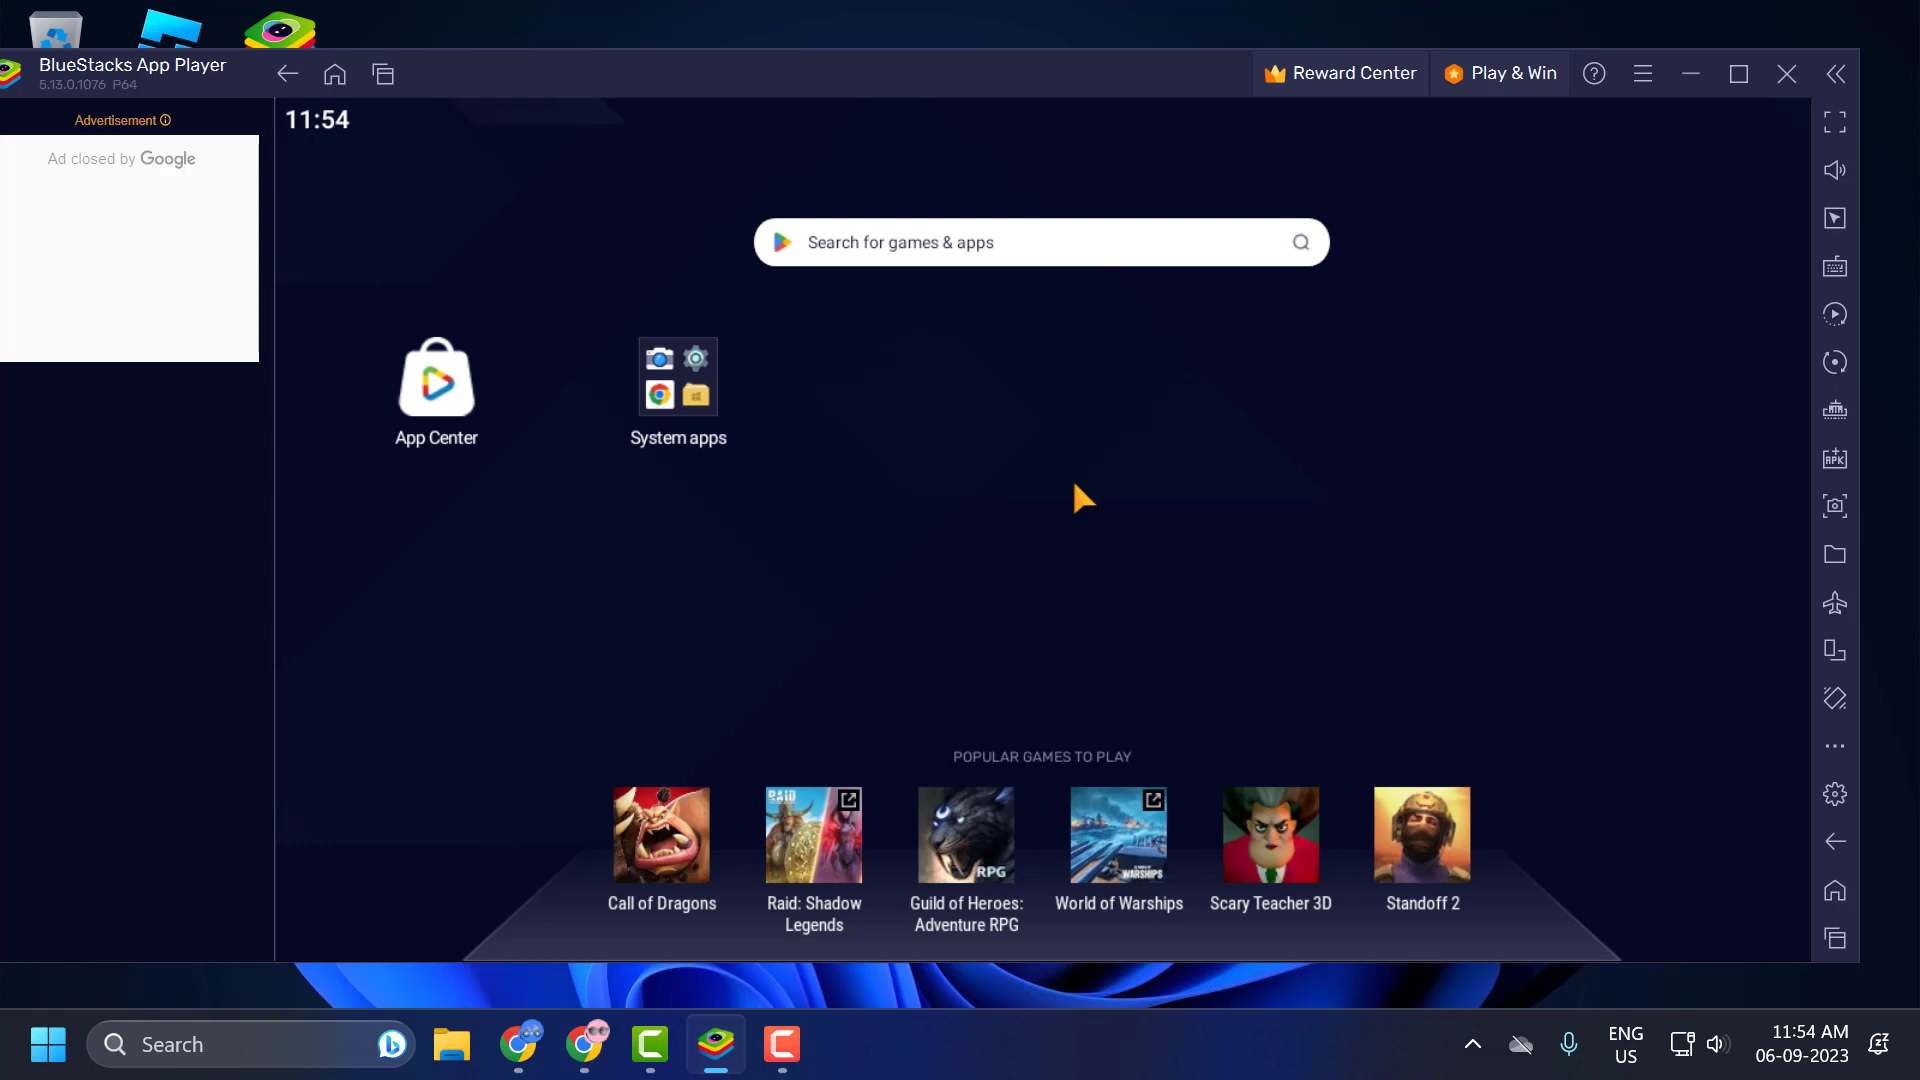 BlueStacks App Player
5.13.0.1076 P64
Reward Center
Play & Win
Advertisement
Ad closed by Google
11:54
Search for games & apps
App Center
System apps
APK
POPULAR GAMES TO PLAY
RAID
RPG
WARSHIPS
Call of Dragons
Raid: Shadow
Legends
Guild of Heroes:
Adventure RPG
World of Warships
Scary Teacher 3D
Standoff 2
Search
ENG
US
11:54 AM
06-09-2023